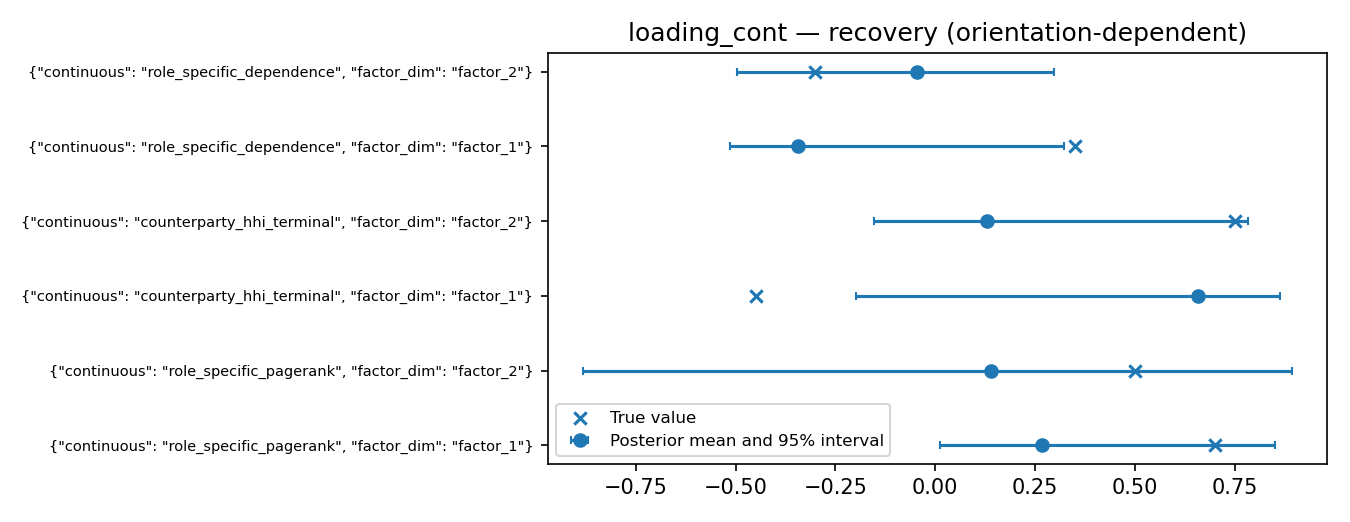 loading_cont — recovery (orientation-dependent)
{"continuous": "role_specific_dependence", "factor_dim": "factor_2"}
{"continuous": "role_specific_dependence", "factor_dim": "factor_1"}
{"continuous": "counterparty_hhi_terminal", "factor_dim": "factor_2"}
{"continuous": "counterparty_hhi_terminal", "factor_dim": "factor_1"}
{"continuous": "role_specific_pagerank", "factor_dim": "factor_2"}
{"continuous": "role_specific_pagerank", "factor_dim": "factor_1"}
True value
Posterior mean and 95% interval
−0.75 −0.50 −0.25 0.00 0.25 0.50 0.75